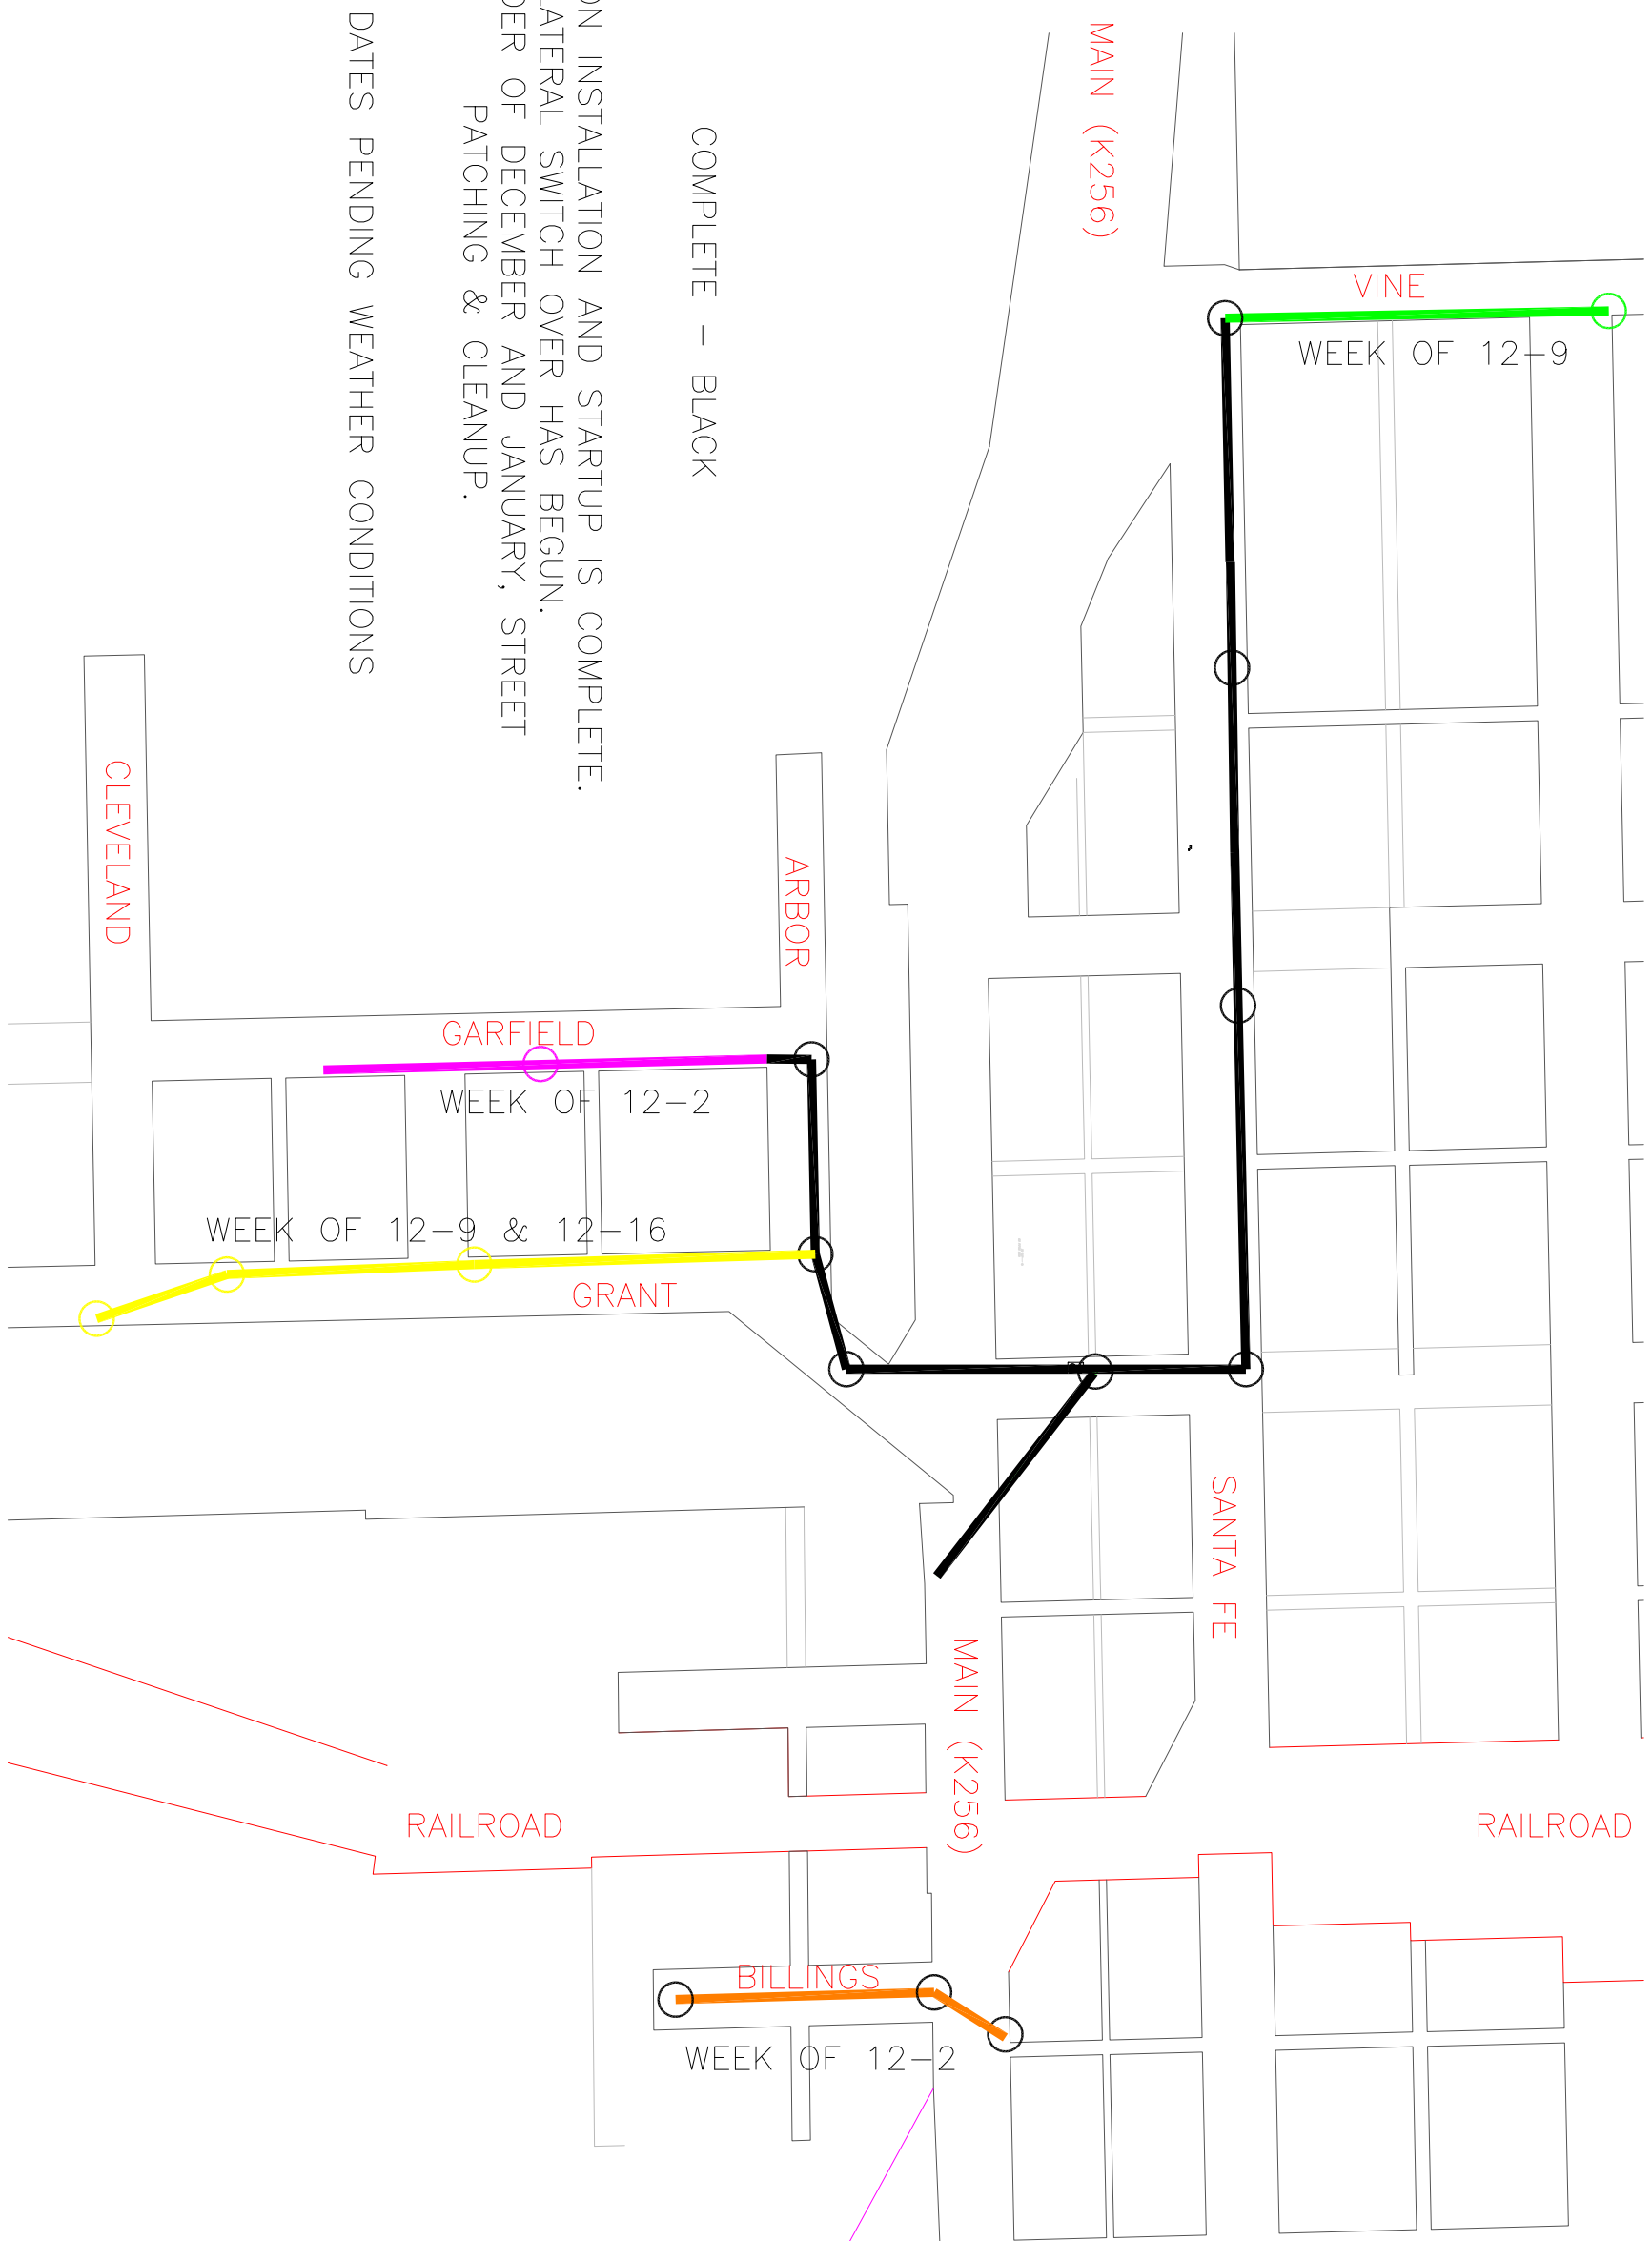 COMPLETE - BLACK
ON INSTALLATION AND STARTUP IS COMPLETE.
LATERAL SWITCH OVER HAS BEGUN.
DER OF DECEMBER AND JANUARY, STREET
PATCHING & CLEANUP.
DATES PENDING WEATHER CONDITIONS
MAIN (K256)
VINE
WEEK OF 12-9
CLEVELAND
ARBOR
GARFIELD
WEEK OF 12-2
WEEK OF 12-9 & 12-16
GRANT
SANTA FE
MAIN (K256)
RAILROAD
RAILROAD
BILLINGS
WEEK OF 12-2